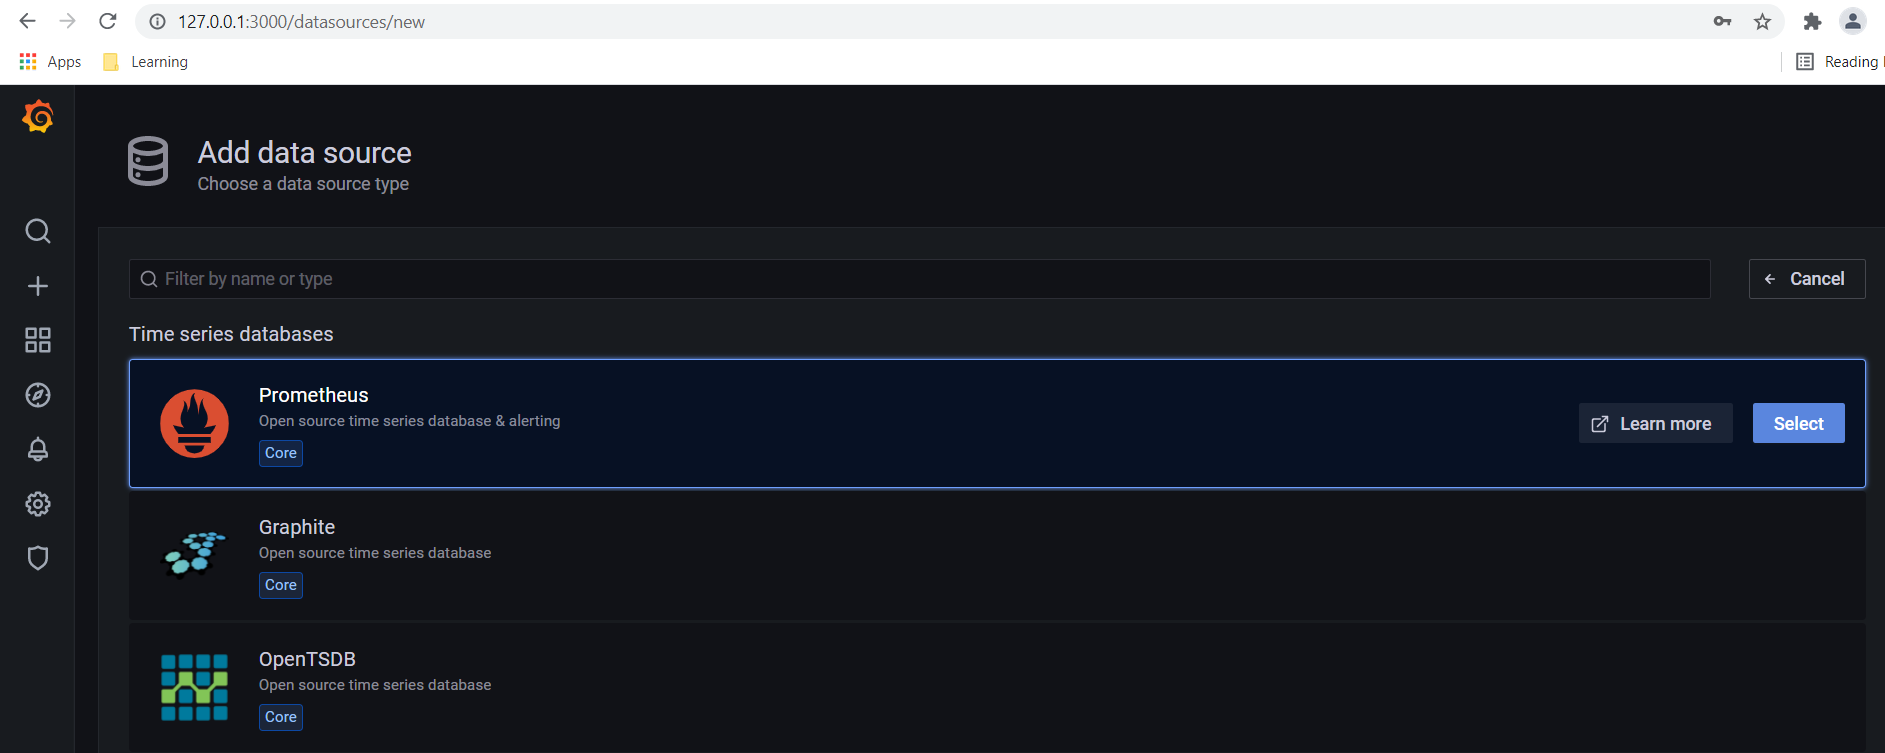 127.0.0.1:3000/datasources/new
Apps Learning Reading
Add data source
Choose a data source type
Filter by name or type
Cancel
Time series databases
Prometheus
Open source time series database & alerting
Core
Learn more
Select
Graphite
Open source time series database
Core
OpenTSDB
Open source time series database
Core